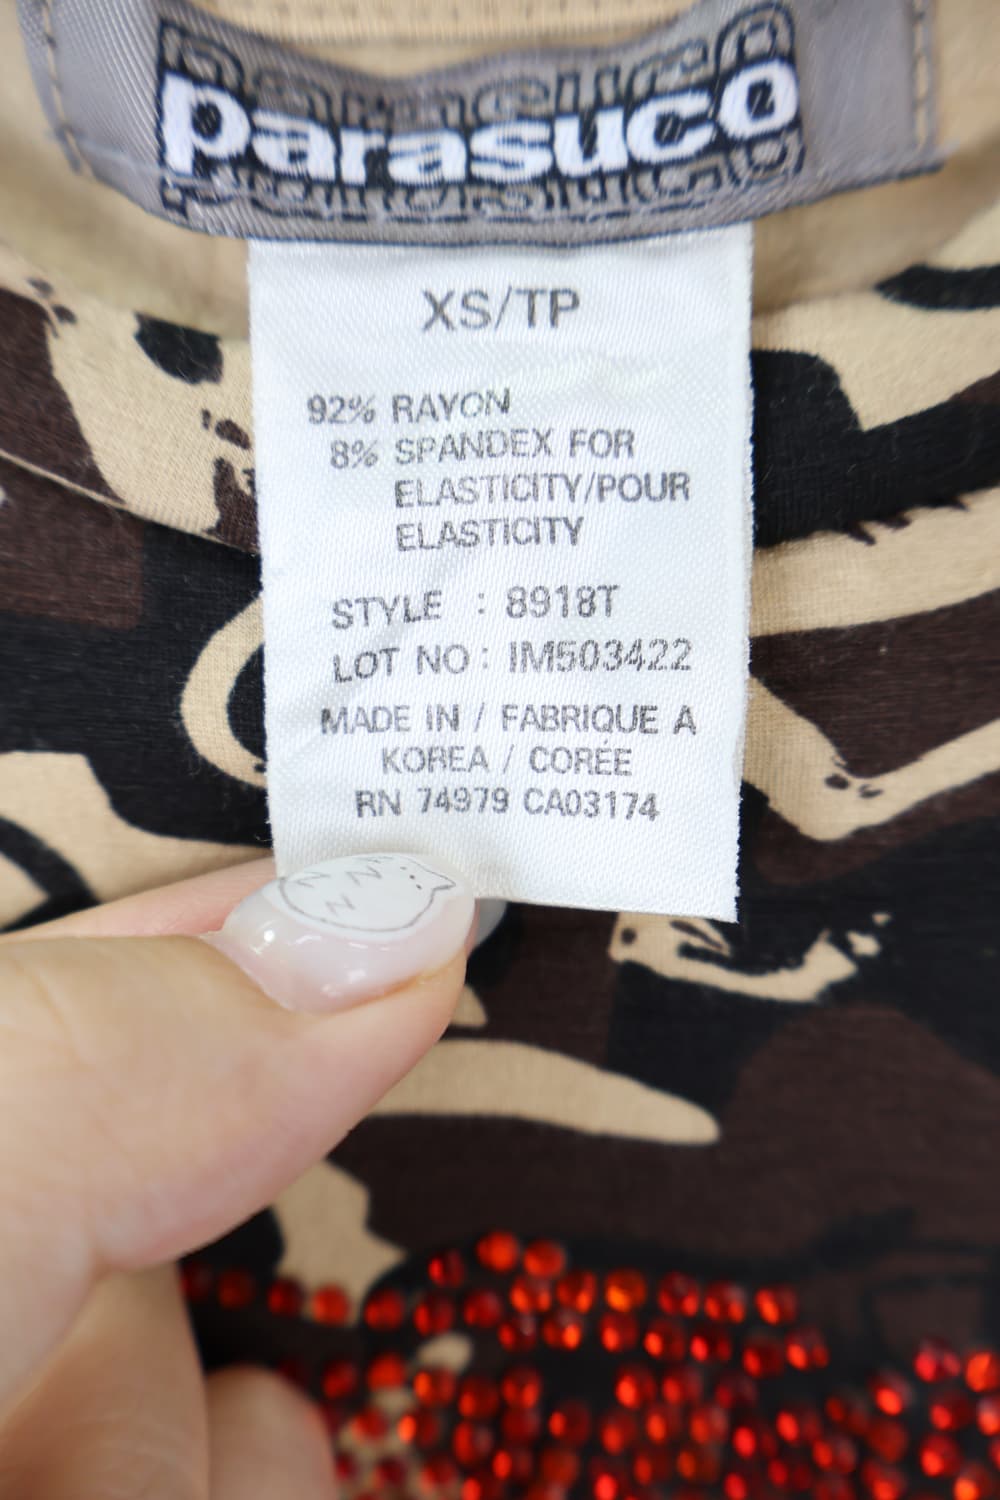 parasuco
XS/TP
92% RAYON
8% SPANDEX FOR
ELASTICITY/POUR
ELASTICITY
STYLE : 8918T
LOT NO : IM503422
MADE IN / FABRIQUE A
KOREA / CORÉE
RN 74979 CA03174